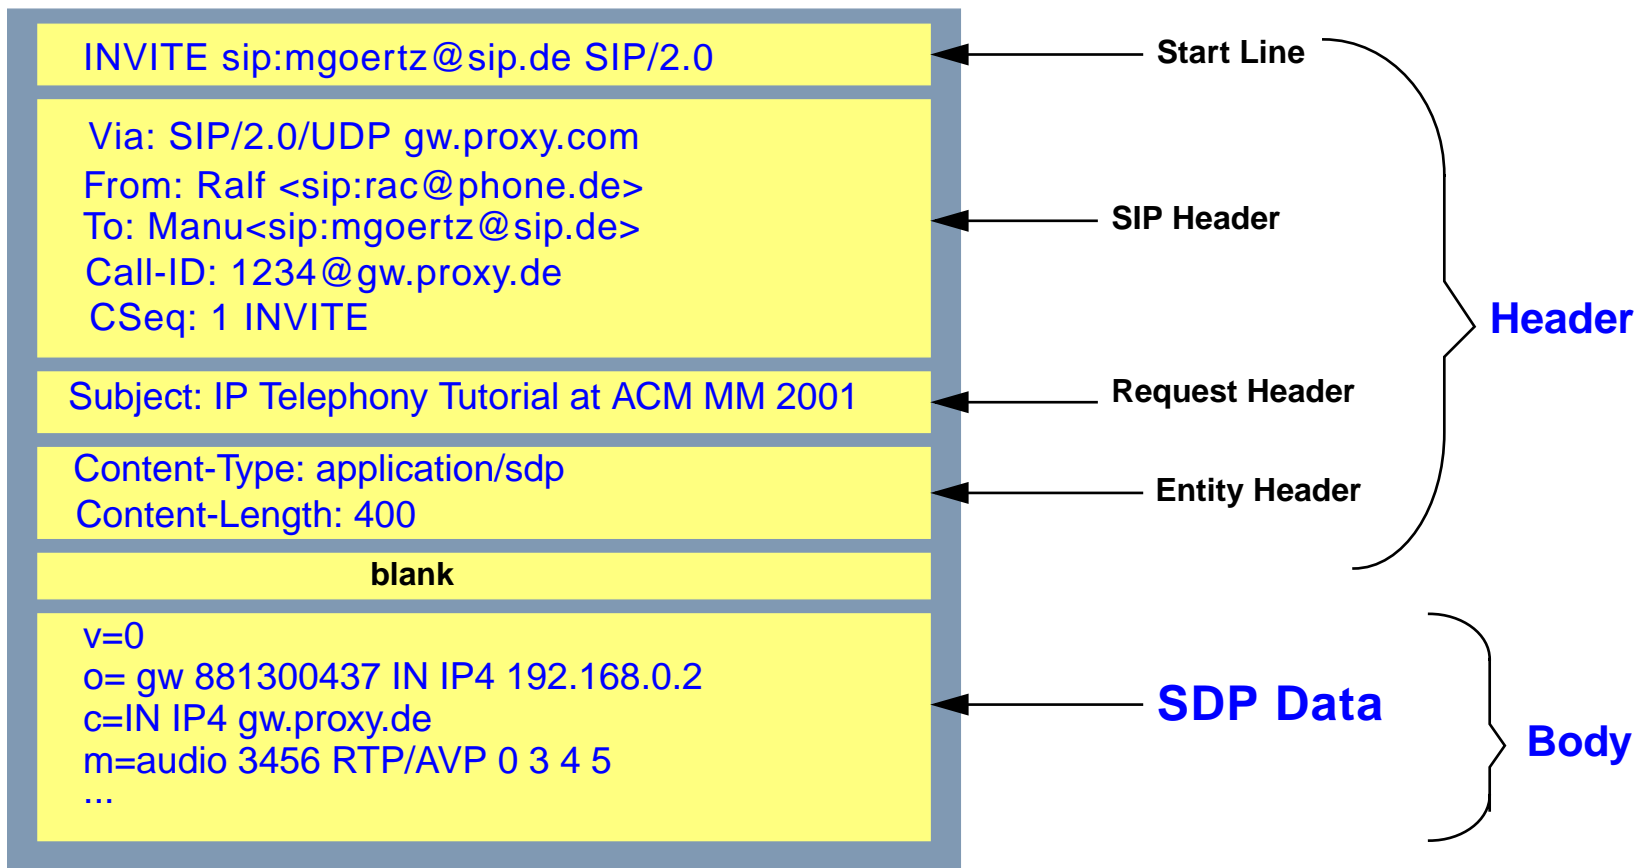 INVITE sip:mgoertz@sip.de SIP/2.0
Start Line
Via: SIP/2.0/UDP gw.proxy.com
From: Ralf <sip:rac@phone.de>
To: Manu<sip:mgoertz@sip.de>
Call-ID: 1234@gw.proxy.de
CSeq: 1 INVITE
SIP Header
Header
Subject: IP Telephony Tutorial at ACM MM 2001
Request Header
Content-Type: application/sdp
Content-Length: 400
Entity Header
blank
v=0
o= gw 881300437 IN IP4 192.168.0.2
c=IN IP4 gw.proxy.de
m=audio 3456 RTP/AVP 0 3 4 5
...
SDP Data
Body